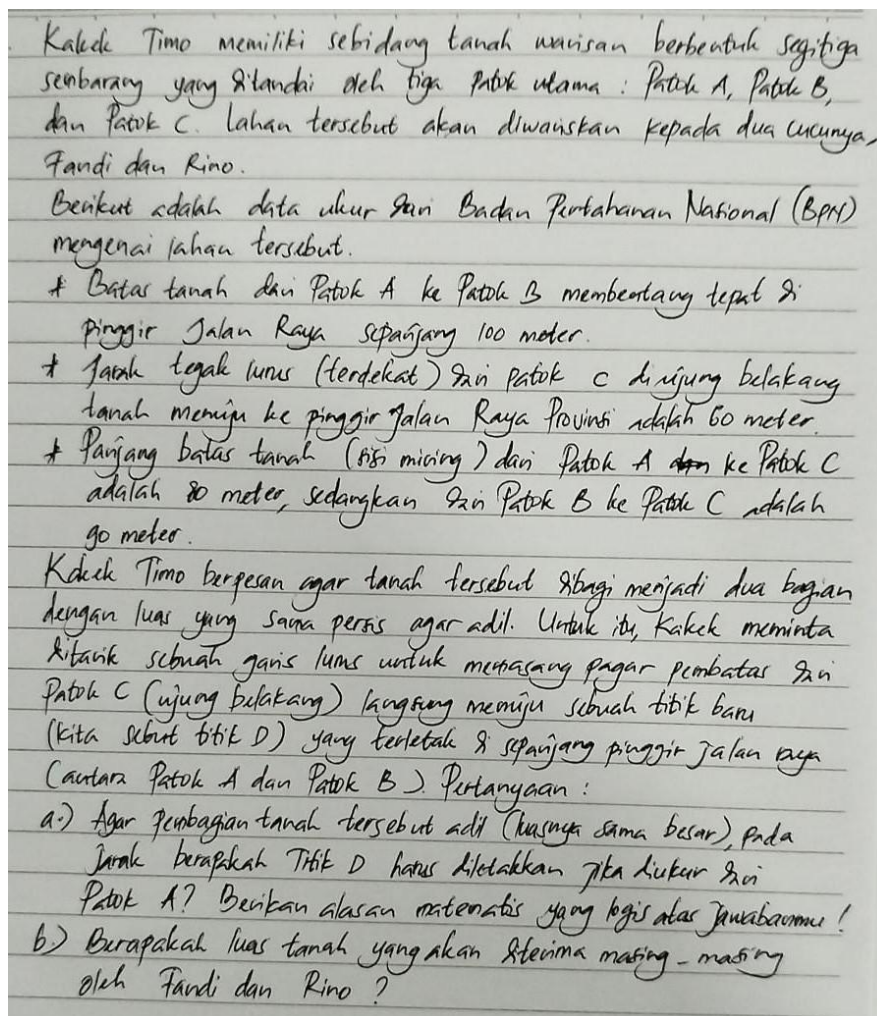 Kakek Timo memiliki sebidang tanah warisan berbentuk segitiga
sembarang yang ditandai oleh tiga Patok utama : Patok A, Patok B,
dan Patok C. Lahan tersebut akan diwariskan kepada dua cucunya,
Fandi dan Rino.
Berikut adalah data ukur dari Badan Pertahanan Nasional (BPN)
mengenai lahan tersebut.
* Batas tanah dari Patok A ke Patok B membentang tepat di
pinggir Jalan Raya sepanjang 100 meter.
* Jarak tegak lurus (terdekat) dari patok C di ujung belakang
tanah menuju ke pinggir Jalan Raya Provinsi adalah 60 meter.
* Panjang batas tanah (sisi miring) dari Patok A ke Patok C
adalah 80 meter, sedangkan dari Patok B ke Patok C adalah
90 meter.
Kakek Timo berpesan agar tanah tersebut dibagi menjadi dua bagian
dengan luas yang sama persis agar adil. Untuk itu, Kakek meminta
ditarik sebuah garis lurus untuk memasang pagar pembatas dari
Patok C (ujung belakang) langsung menuju sebuah titik baru
(kita sebut titik D) yang terletak di sepanjang pinggir jalan raya
(antara Patok A dan Patok B). Pertanyaan :
a.) Agar pembagian tanah tersebut adil (luasnya sama besar), pada
Jarak berapakah Titik D harus diletakkan jika diukur dari
Patok A? Berikan alasan matematis yang logis atas Jawabanmu!
b.) Berapakah luas tanah yang akan diterima masing-masing
oleh Fandi dan Rino?